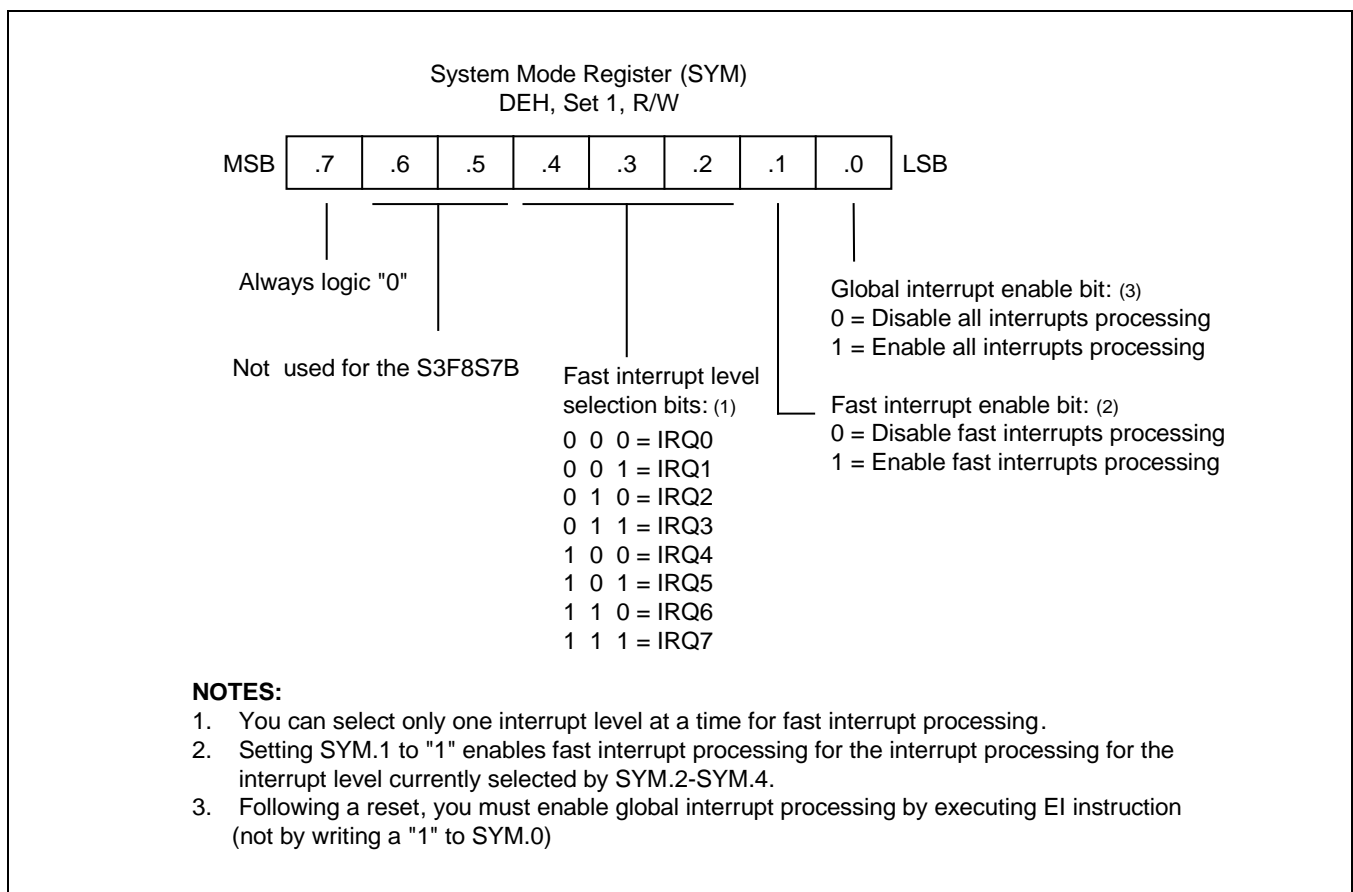 System Mode Register (SYM)
DEH, Set 1, R/W
MSB .7 .6 .5 .4 .3 .2 .1 .0 LSB
Always logic "0"
Not used for the S3F8S7B
Fast interrupt level
selection bits: (1)
0 0 0 = IRQ0
0 0 1 = IRQ1
0 1 0 = IRQ2
0 1 1 = IRQ3
1 0 0 = IRQ4
1 0 1 = IRQ5
1 1 0 = IRQ6
1 1 1 = IRQ7
Global interrupt enable bit: (3)
0 = Disable all interrupts processing
1 = Enable all interrupts processing
Fast interrupt enable bit: (2)
0 = Disable fast interrupts processing
1 = Enable fast interrupts processing
NOTES:
1. You can select only one interrupt level at a time for fast interrupt processing.
2. Setting SYM.1 to "1" enables fast interrupt processing for the interrupt processing for the
interrupt level currently selected by SYM.2-SYM.4.
3. Following a reset, you must enable global interrupt processing by executing EI instruction
(not by writing a "1" to SYM.0)